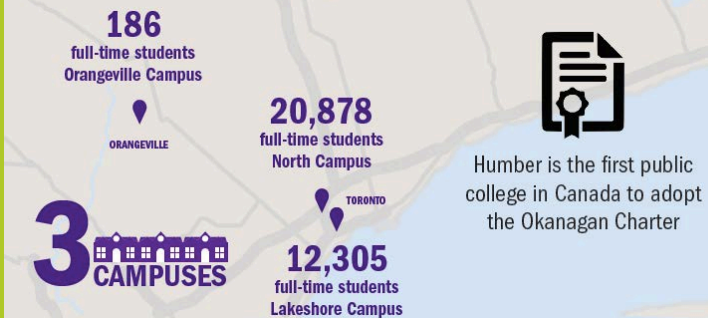 186
full-time students
Orangeville Campus
ORANGEVILLE
20,878
full-time students
North Campus
TORONTO
12,305
full-time students
Lakeshore Campus
3
CAMPUSES
Humber is the first public
college in Canada to adopt
the Okanagan Charter